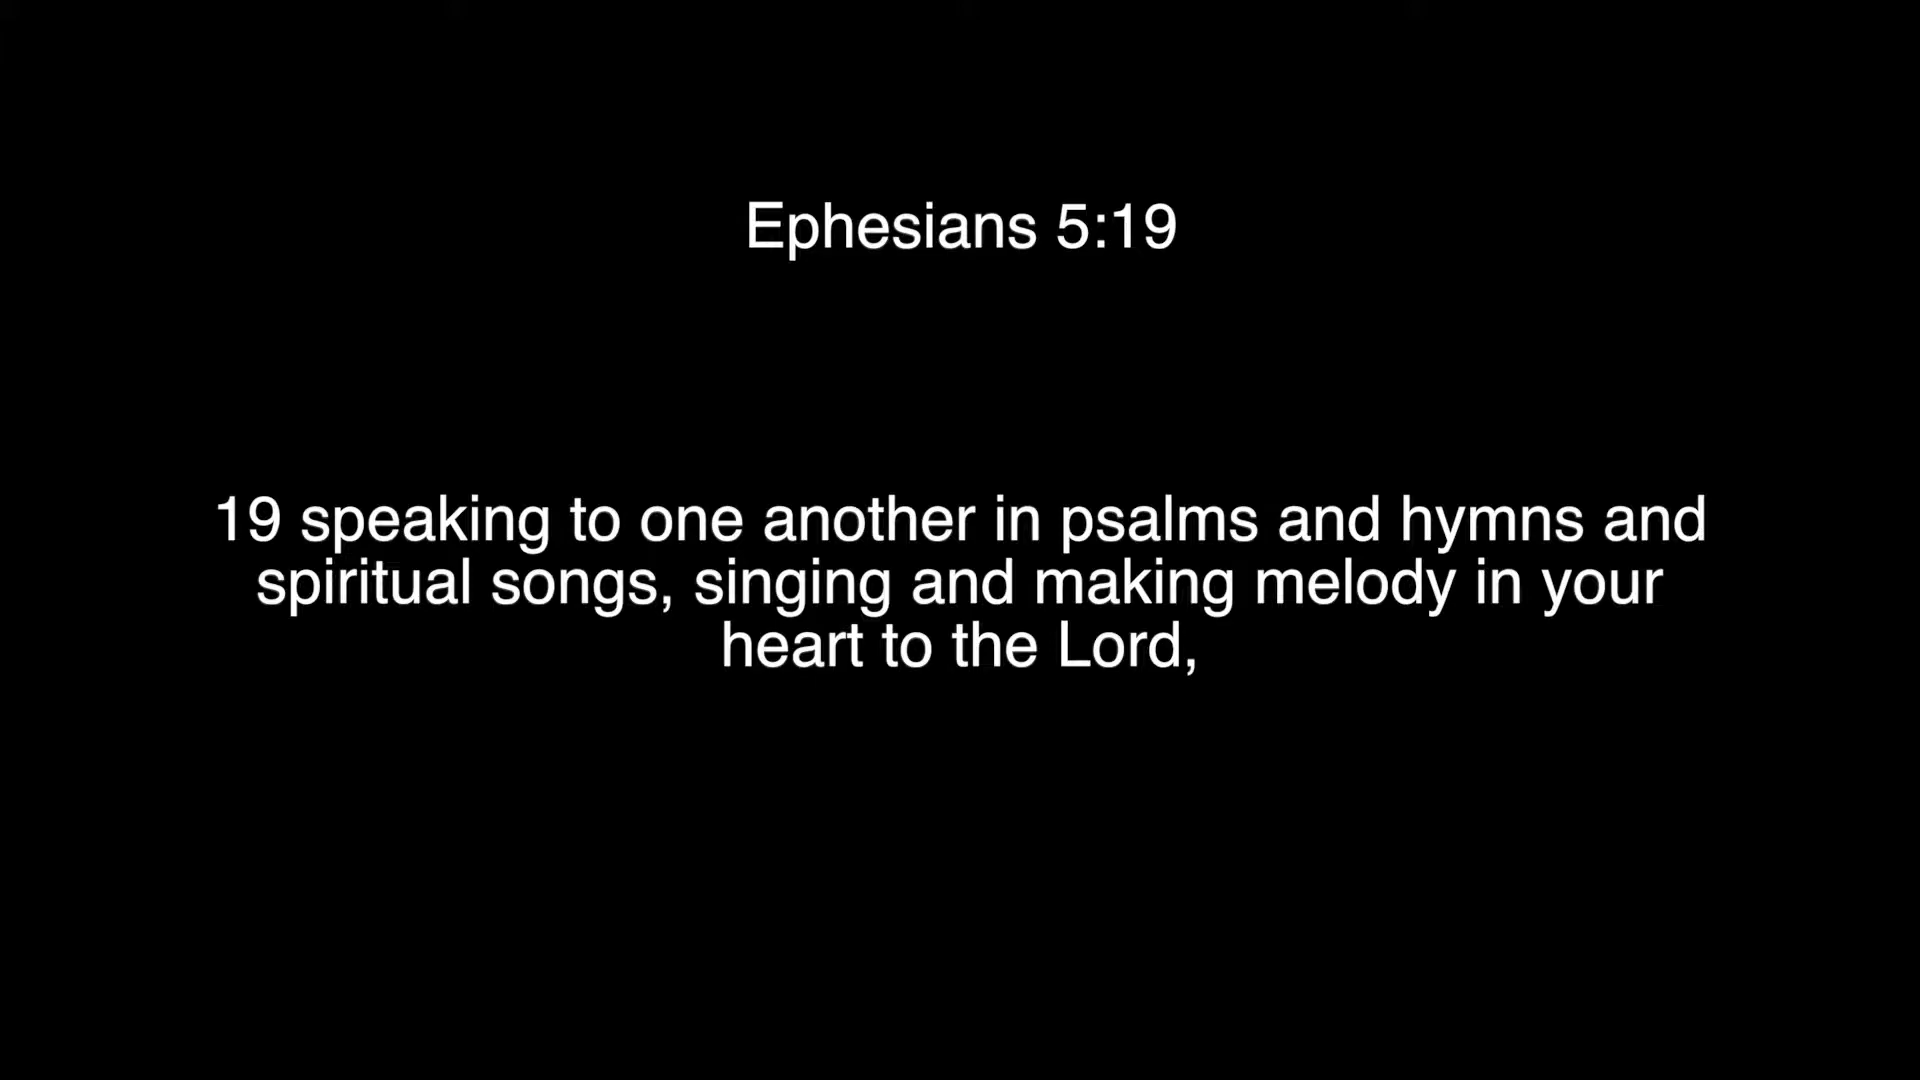 Ephesians 5:19
19 speaking to one another in psalms and hymns and
spiritual songs, singing and making melody in your
heart to the Lord,